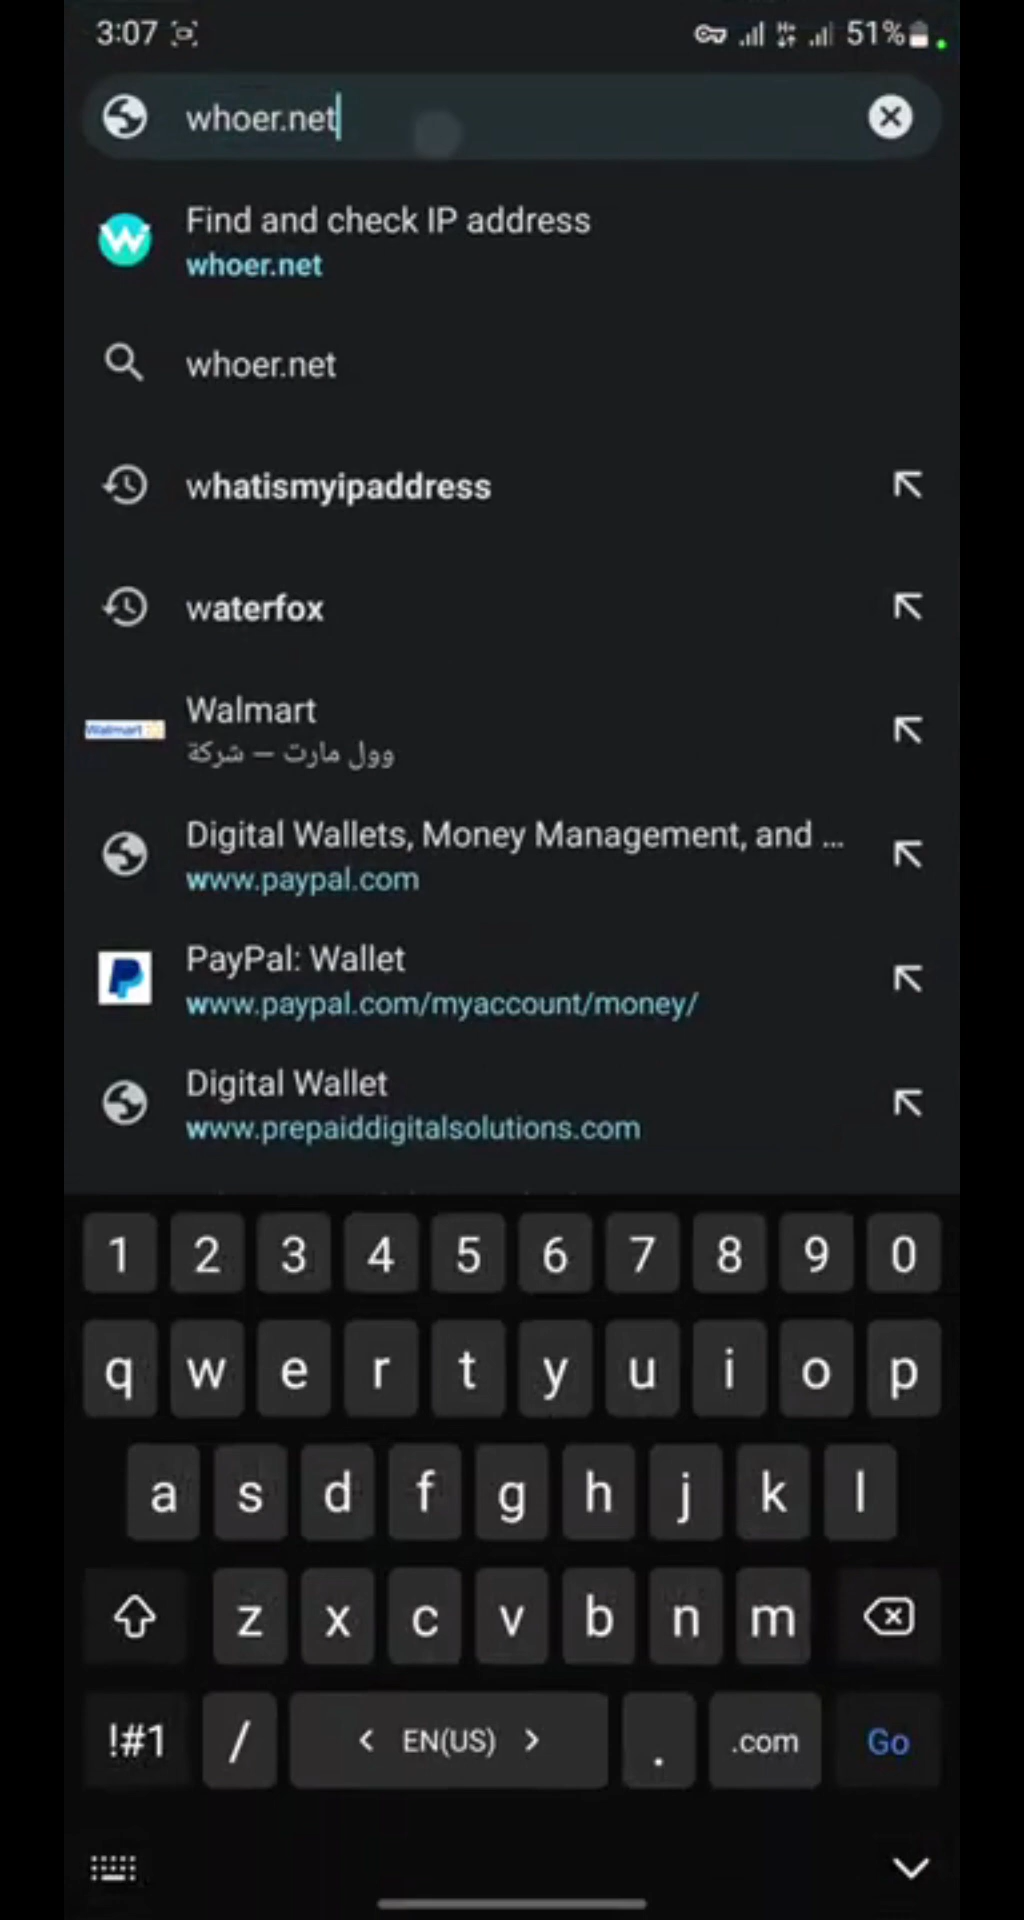 3:07
51%
whoer.net
Find and check IP address
whoer.net
whoer.net
whatismyipaddress
waterfox
Walmart
Walmart
وول مارت – شركة
Digital Wallets, Money Management, and ...
www.paypal.com
PayPal: Wallet
www.paypal.com/myaccount/money/
Digital Wallet
www.prepaiddigitalsolutions.com
1 2 3 4 5 6 7 8 9 0
q w e r t y u i o p
a s d f g h j k l
z x c v b n m
!#1 / < EN(US) > . .com Go